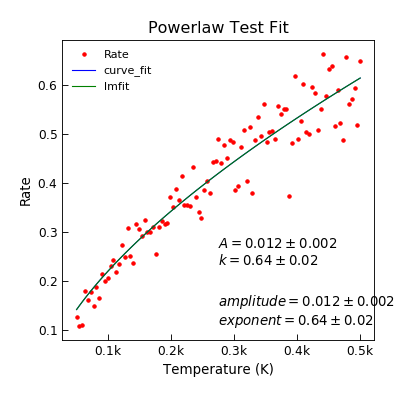 Powerlaw Test Fit
Rate
curve_fit
lmfit
0.6
0.5
0.4
0.3
0.2
0.1
Rate
A = 0.012 ± 0.002
k = 0.64 ± 0.02
amplitude = 0.012 ± 0.002
exponent = 0.64 ± 0.02
0.1k 0.2k 0.3k 0.4k 0.5k
Temperature (K)